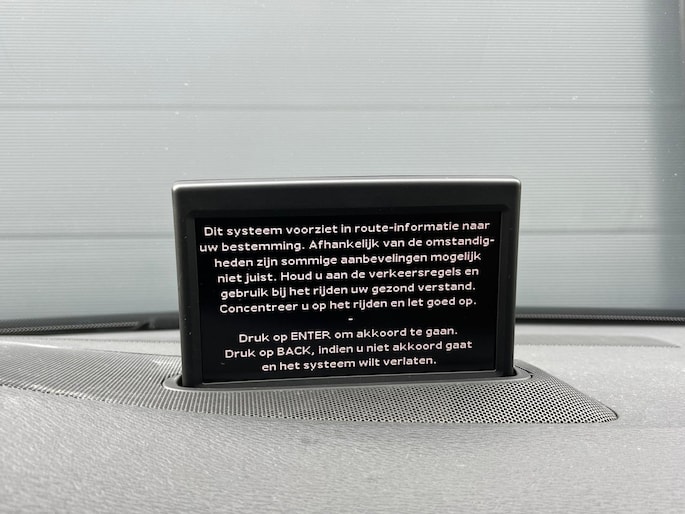 Dit systeem voorziet in route-informatie naar
uw bestemming. Afhankelijk van de omstandig-
heden zijn sommige aanbevelingen mogelijk
niet juist. Houd u aan de verkeersregels en
gebruik bij het rijden uw gezond verstand.
Concentreer u op het rijden en let goed op.
-
Druk op ENTER om akkoord te gaan.
Druk op BACK, indien u niet akkoord gaat
en het systeem wilt verlaten.